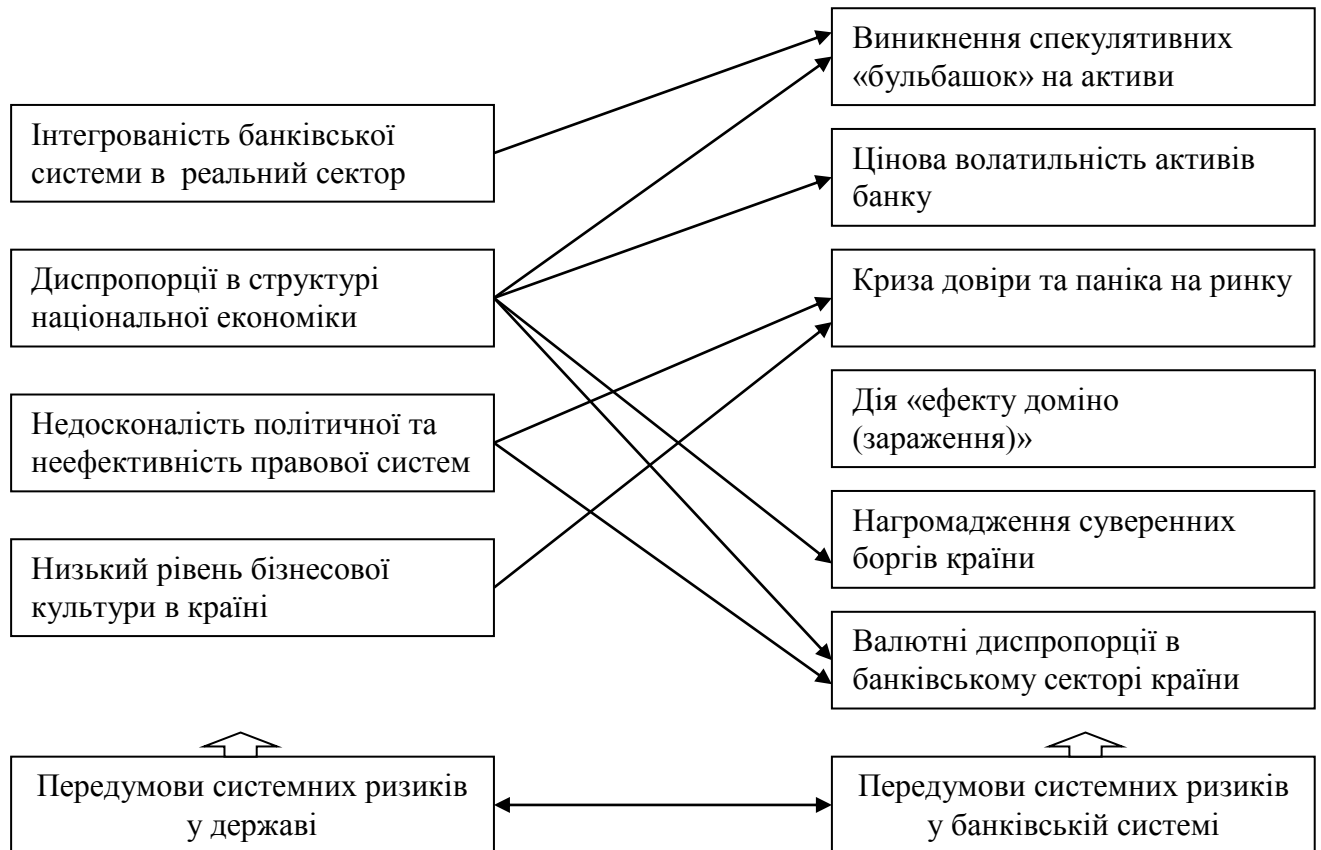 Інтегрованість банківської
системи в реальний сектор
Диспропорції в структурі
національної економіки
Недосконалість політичної та
неефективність правової систем
Низький рівень бізнесової
культури в країні
Передумови системних ризиків
у державі
Виникнення спекулятивних
«бульбашок» на активи
Цінова волатильність активів
банку
Криза довіри та паніка на ринку
Дія «ефекту доміно
(зараження)»
Нагромадження суверенних
боргів країни
Валютні диспропорції в
банківському секторі країни
Передумови системних ризиків
у банківській системі